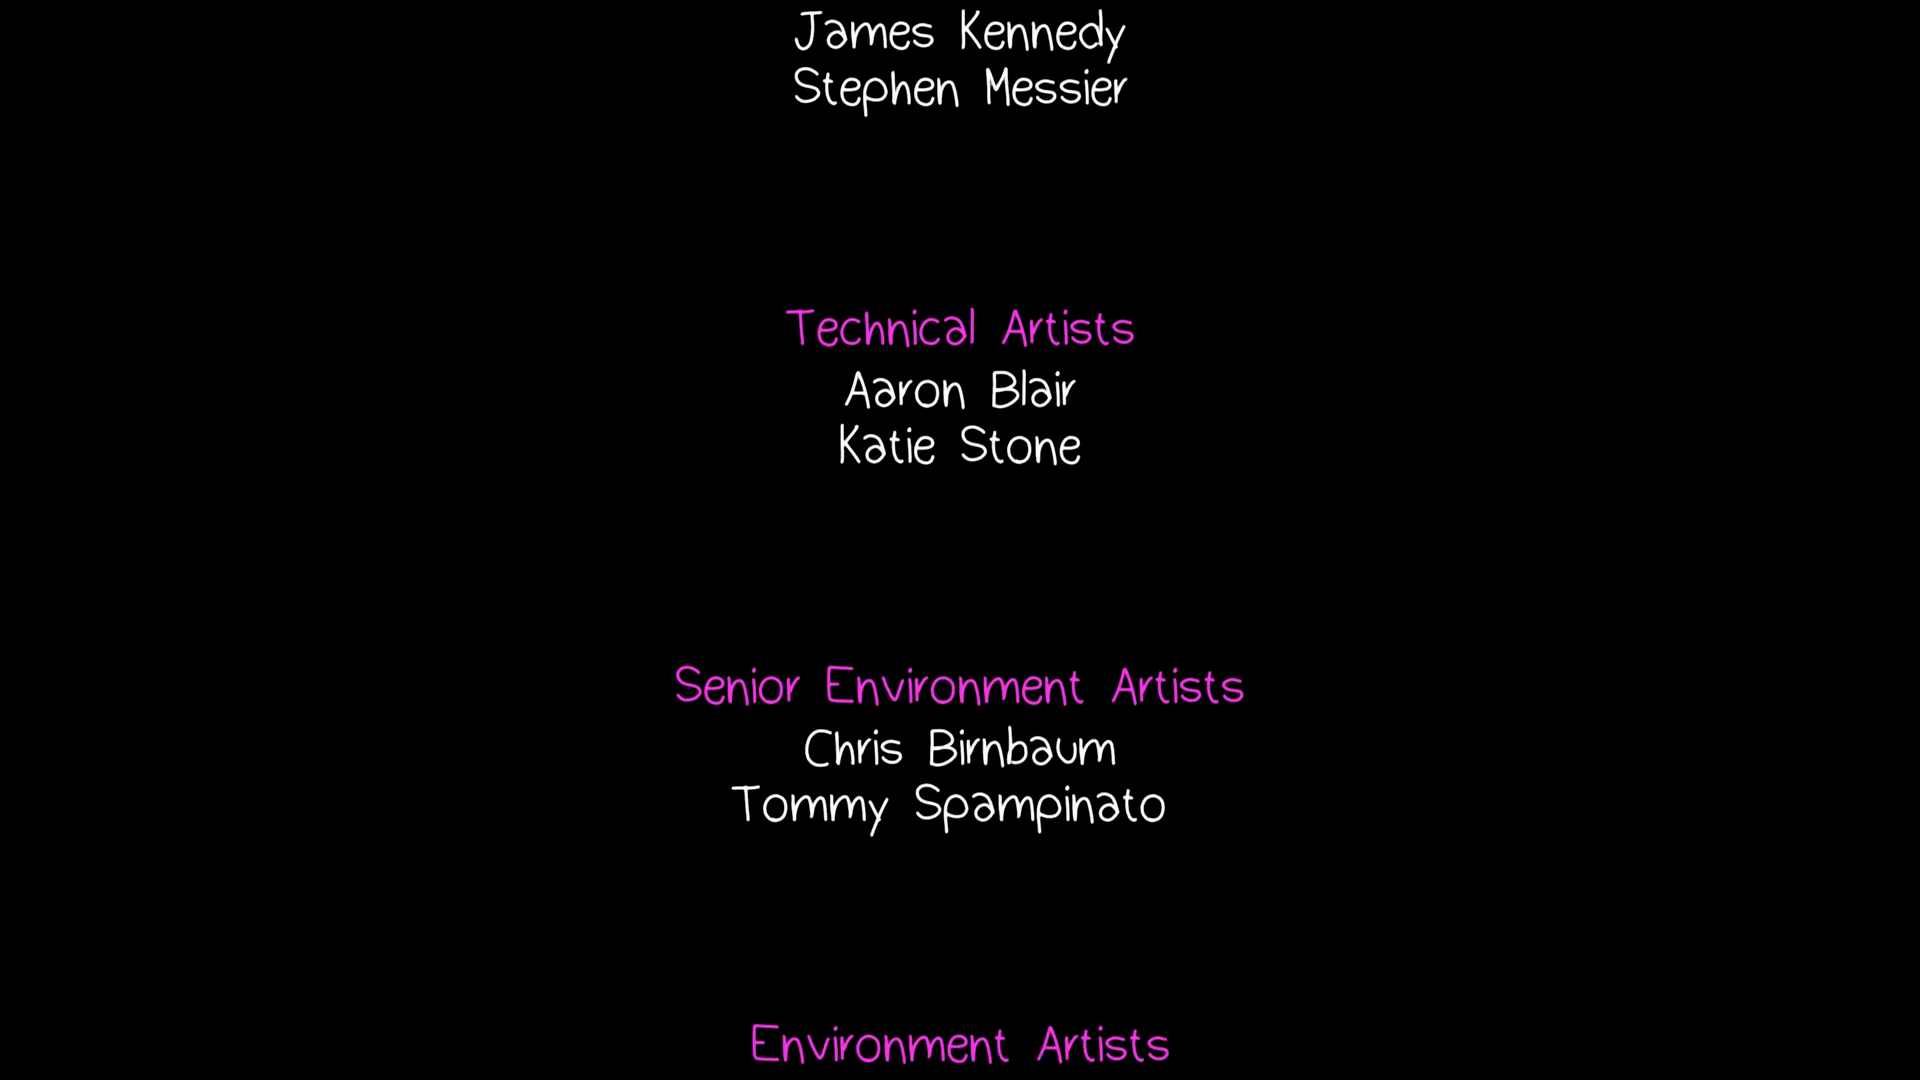 James Kennedy
Stephen Messier
Technical Artists
Aaron Blair
Katie Stone
Senior Environment Artists
Chris Birnbaum
Tommy Spampinato
Environment Artists